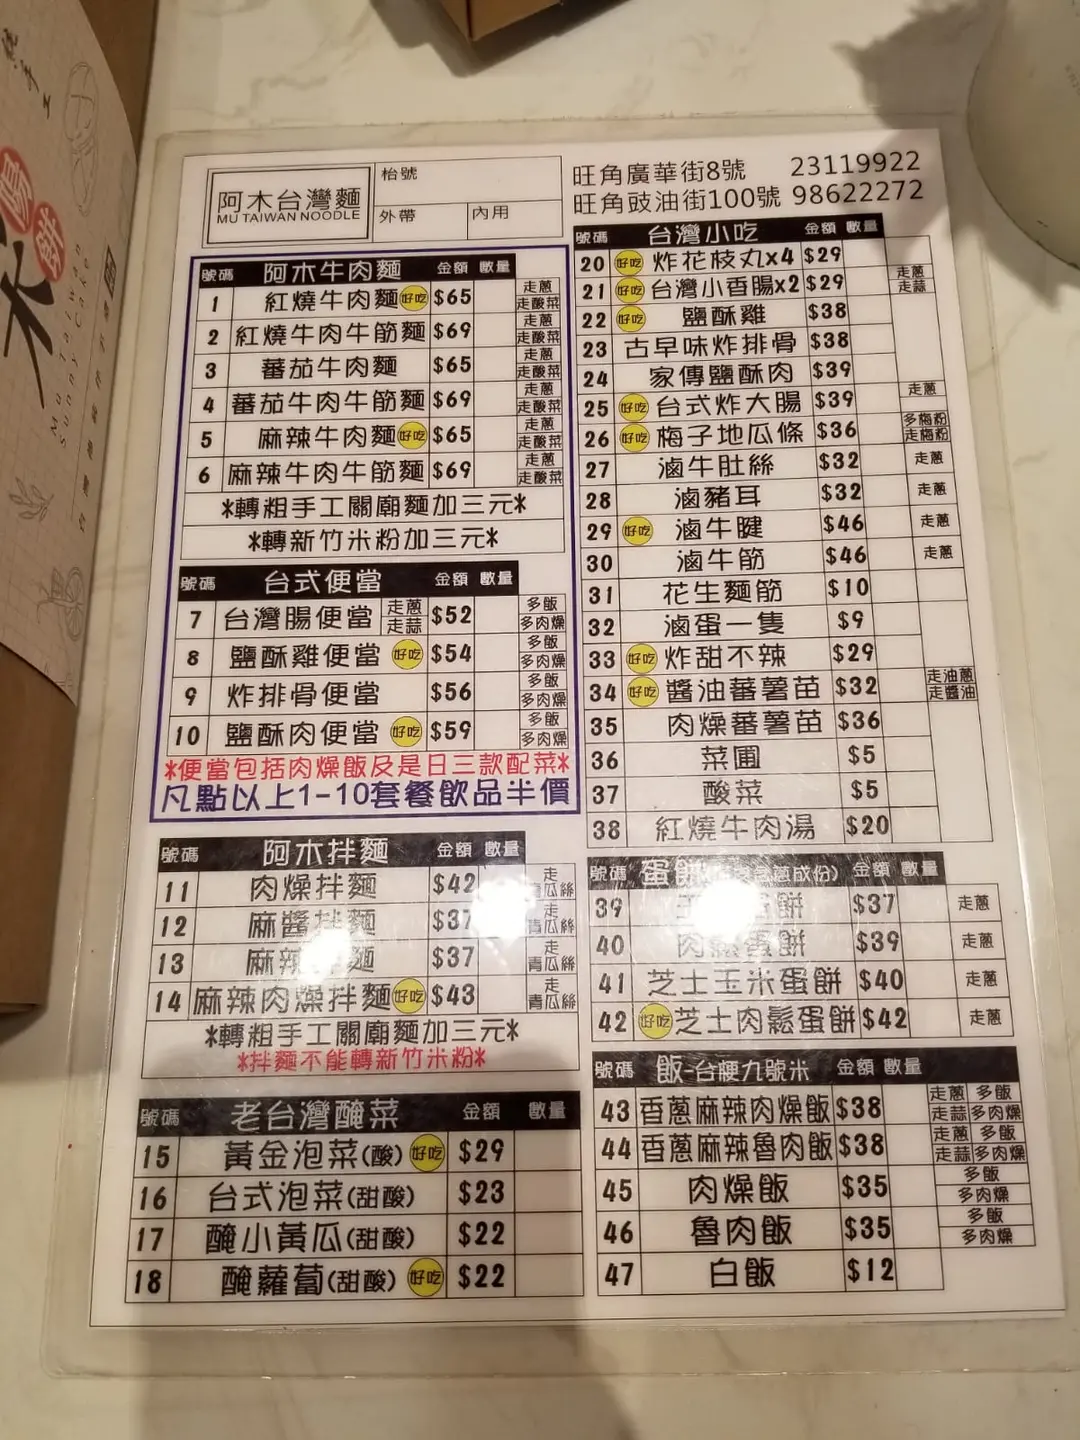 阿木台灣麵
MU TAIWAN NOODLE
枱號
外帶 內用
旺角廣華街8號 23119922
旺角豉油街100號 98622272
號碼 阿木牛肉麵 金額 數量
1 紅燒牛肉麵 好吃 $65 走蔥 走酸菜
2 紅燒牛肉牛筋麵 $69 走蔥 走酸菜
3 蕃茄牛肉麵 $65 走蔥 走酸菜
4 蕃茄牛肉牛筋麵 $69 走蔥 走酸菜
5 麻辣牛肉麵 好吃 $65 走蔥 走酸菜
6 麻辣牛肉牛筋麵 $69 走蔥 走酸菜
*轉粗手工關廟麵加三元*
*轉新竹米粉加三元*
號碼 台式便當 金額 數量
7 台灣腸便當 走蔥 走蒜 $52 多飯 多肉燥
8 鹽酥雞便當 好吃 $54 多飯 多肉燥
9 炸排骨便當 $56 多飯 多肉燥
10 鹽酥肉便當 好吃 $59 多飯 多肉燥
*便當包括肉燥飯及是日三款配菜*
凡點以上1-10套餐飲品半價
號碼 阿木拌麵 金額 數量
11 肉燥拌麵 $42 走 青瓜絲
12 麻醬拌麵 $37 走 青瓜絲
13 麻辣拌麵 $37 走 青瓜絲
14 麻辣肉燥拌麵 好吃 $43 走 青瓜絲
*轉粗手工關廟麵加三元*
*拌麵不能轉新竹米粉*
號碼 老台灣醃菜 金額 數量
15 黃金泡菜(酸) 好吃 $29
16 台式泡菜(甜酸) $23
17 醃小黃瓜(甜酸) $22
18 醃蘿蔔(甜酸) 好吃 $22
號碼 台灣小吃 金額 數量
20 好吃 炸花枝丸x4 $29
21 好吃 台灣小香腸x2 $29 走蔥 走蒜
22 好吃 鹽酥雞 $38
23 古早味炸排骨 $38
24 家傳鹽酥肉 $39
25 好吃 台式炸大腸 $39 走蔥
26 好吃 梅子地瓜條 $36 多梅粉 走梅粉
27 滷牛肚絲 $32 走蔥
28 滷豬耳 $32 走蔥
29 好吃 滷牛腱 $46 走蔥
30 滷牛筋 $46 走蔥
31 花生麵筋 $10
32 滷蛋一隻 $9
33 好吃 炸甜不辣 $29
34 好吃 醬油蕃薯苗 $32 走油蔥 走醬油
35 肉燥蕃薯苗 $36
36 菜圃 $5
37 酸菜 $5
38 紅燒牛肉湯 $20
號碼 蛋餅 蔥成份) 金額 數量
39 蛋餅 $37 走蔥
40 肉鬆蛋餅 $39 走蔥
41 芝士玉米蛋餅 $40 走蔥
42 好吃 芝士肉鬆蛋餅 $42 走蔥
號碼 飯-台稉九號米 金額 數量
43 香蔥麻辣肉燥飯 $38 走蔥 多飯 走蒜 多肉燥
44 香蔥麻辣魯肉飯 $38 走蔥 多飯 走蒜 多肉燥
45 肉燥飯 $35 多飯 多肉燥
46 魯肉飯 $35 多飯 多肉燥
47 白飯 $12